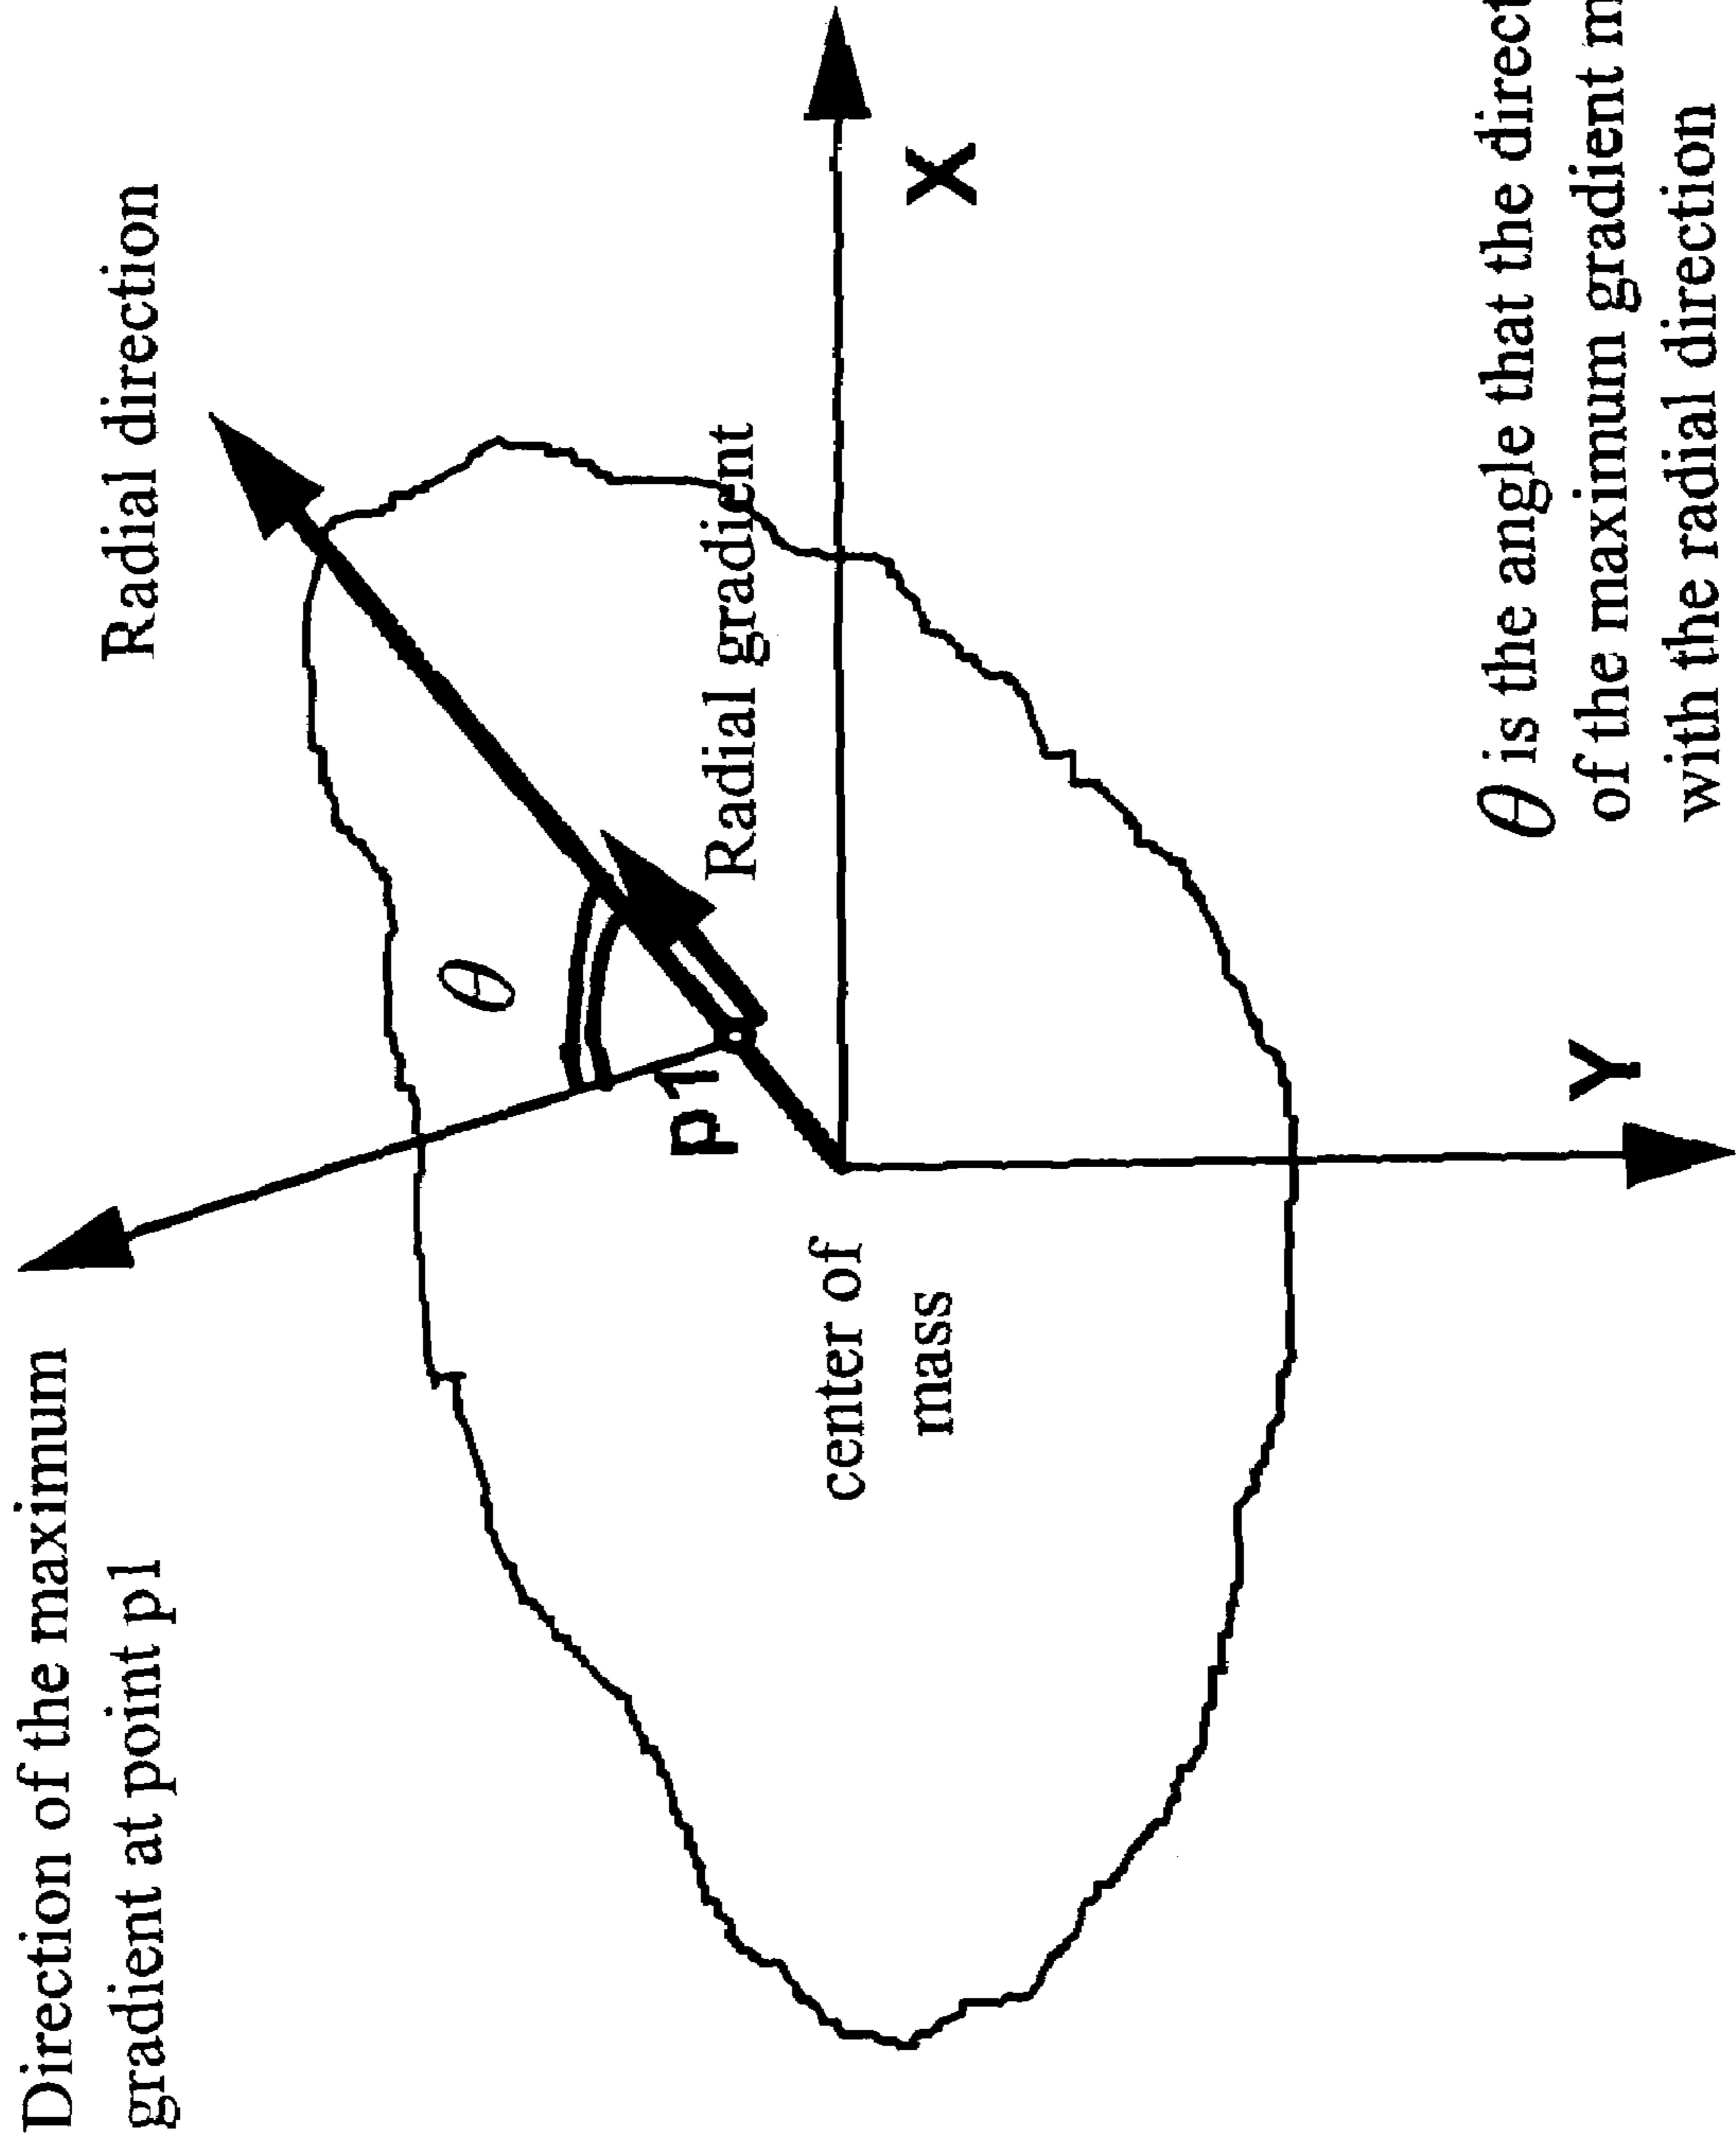 Direction of the maximum
gradient at point p1
Radial direction
θ
p1
Radial gradient
center of
mass
X
Y
θ is the angle that the direct
of the maximum gradient m
with the radial direction